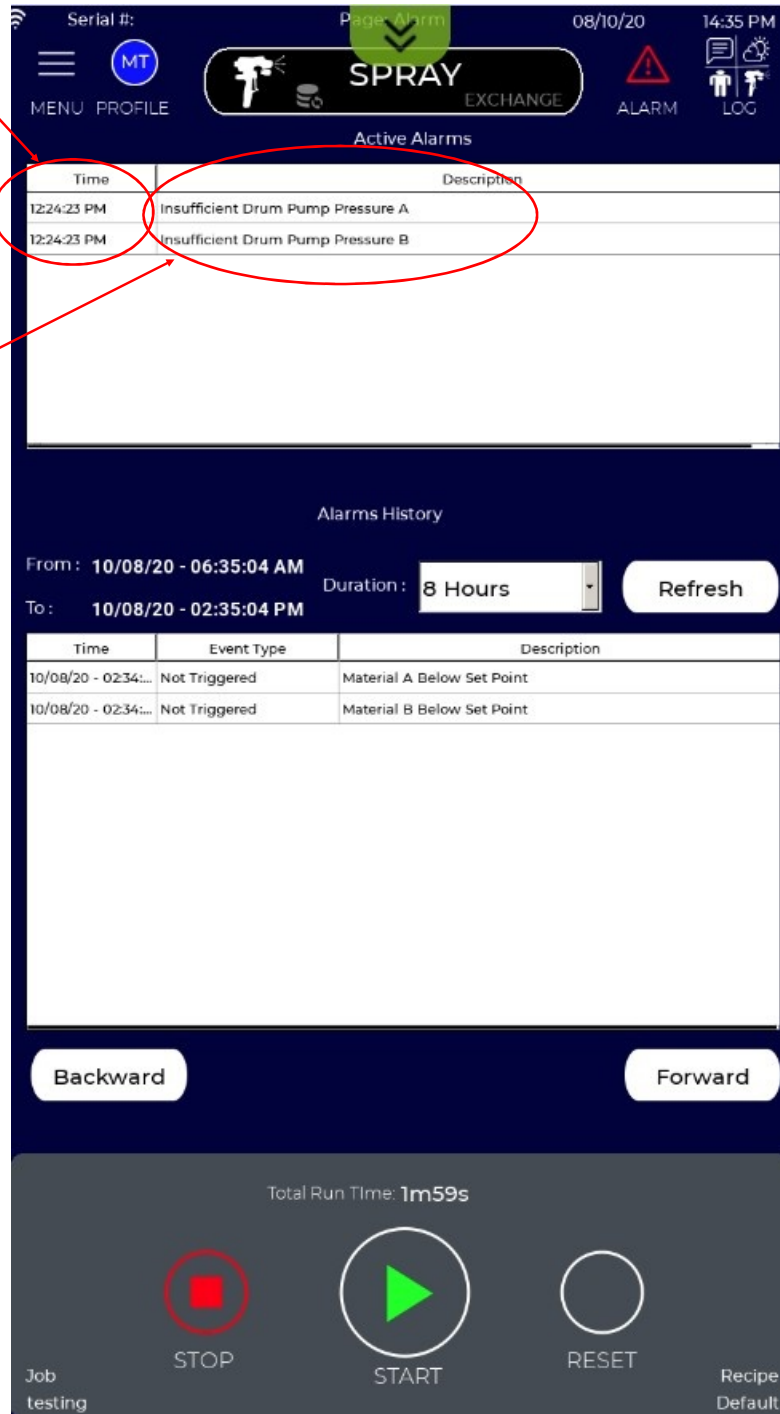 Serial #: Page: Alarm 08/10/20 14:35 PM
MT
SPRAY
EXCHANGE
MENU PROFILE ALARM LOG
Active Alarms
Time Description
12:24:23 PM Insufficient Drum Pump Pressure A
12:24:23 PM Insufficient Drum Pump Pressure B
Alarms History
From : 10/08/20 - 06:35:04 AM
Duration : 8 Hours Refresh
To : 10/08/20 - 02:35:04 PM
Time Event Type Description
10/08/20 - 02:34:... Not Triggered Material A Below Set Point
10/08/20 - 02:34:... Not Triggered Material B Below Set Point
Backward Forward
Total Run TIme: 1m59s
STOP START RESET
Job Recipe
testing Default